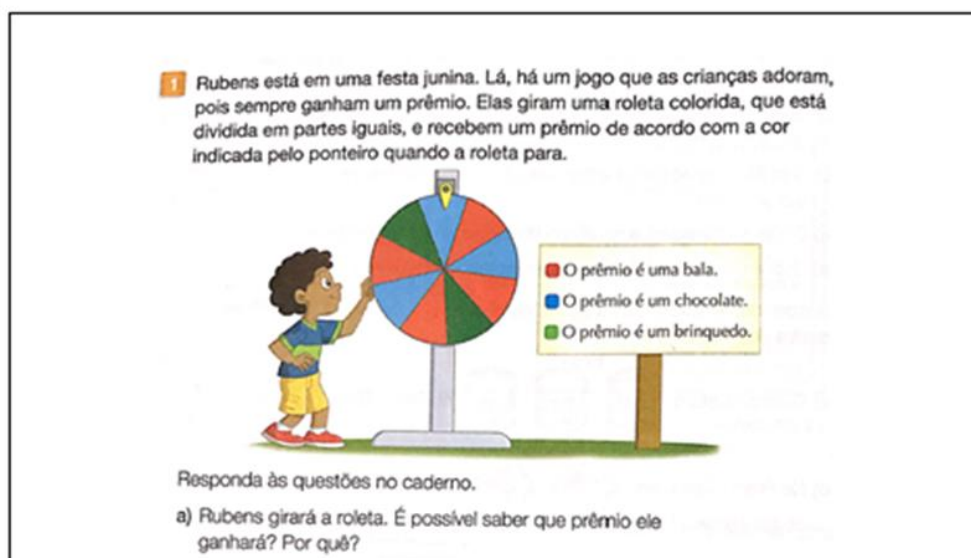 1 Rubens está em uma festa junina. Lá, há um jogo que as crianças adoram,
pois sempre ganham um prêmio. Elas giram uma roleta colorida, que está
dividida em partes iguais, e recebem um prêmio de acordo com a cor
indicada pelo ponteiro quando a roleta para.
O prêmio é uma bala.
O prêmio é um chocolate.
O prêmio é um brinquedo.
Responda às questões no caderno.
a) Rubens girará a roleta. É possível saber que prêmio ele
ganhará? Por quê?